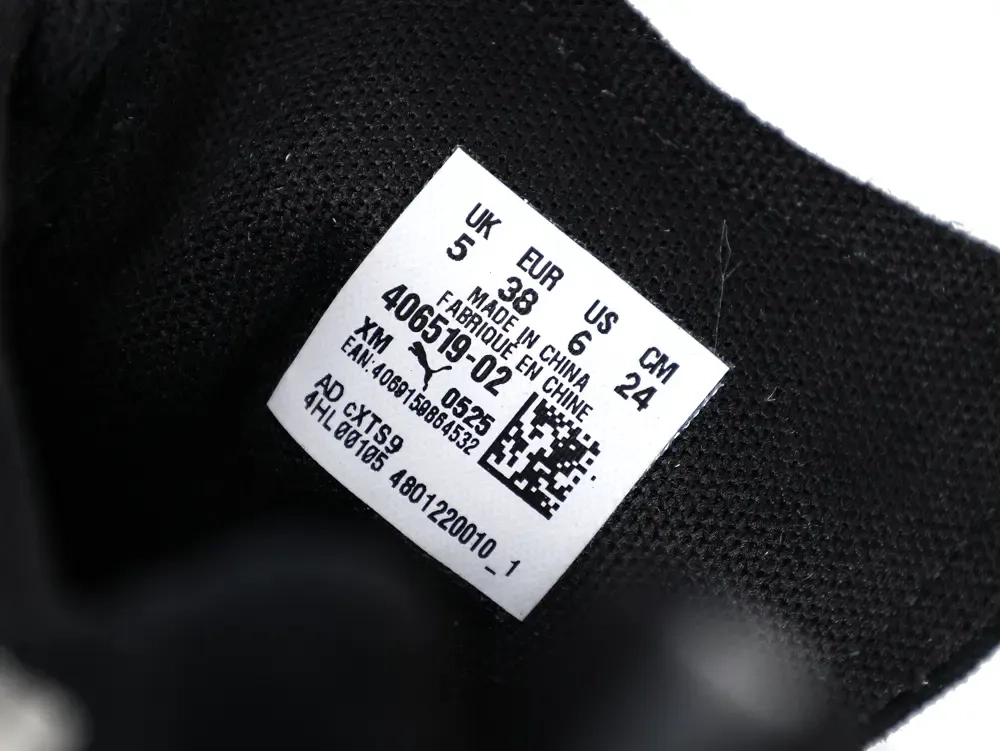 UK EUR US CM
5 38 6 24
MADE IN CHINA
FABRIQUE EN CHINE
406519-02
XM 0525
EAN:4069159864532
AD cXTS9
4HL00105 4801220010_1